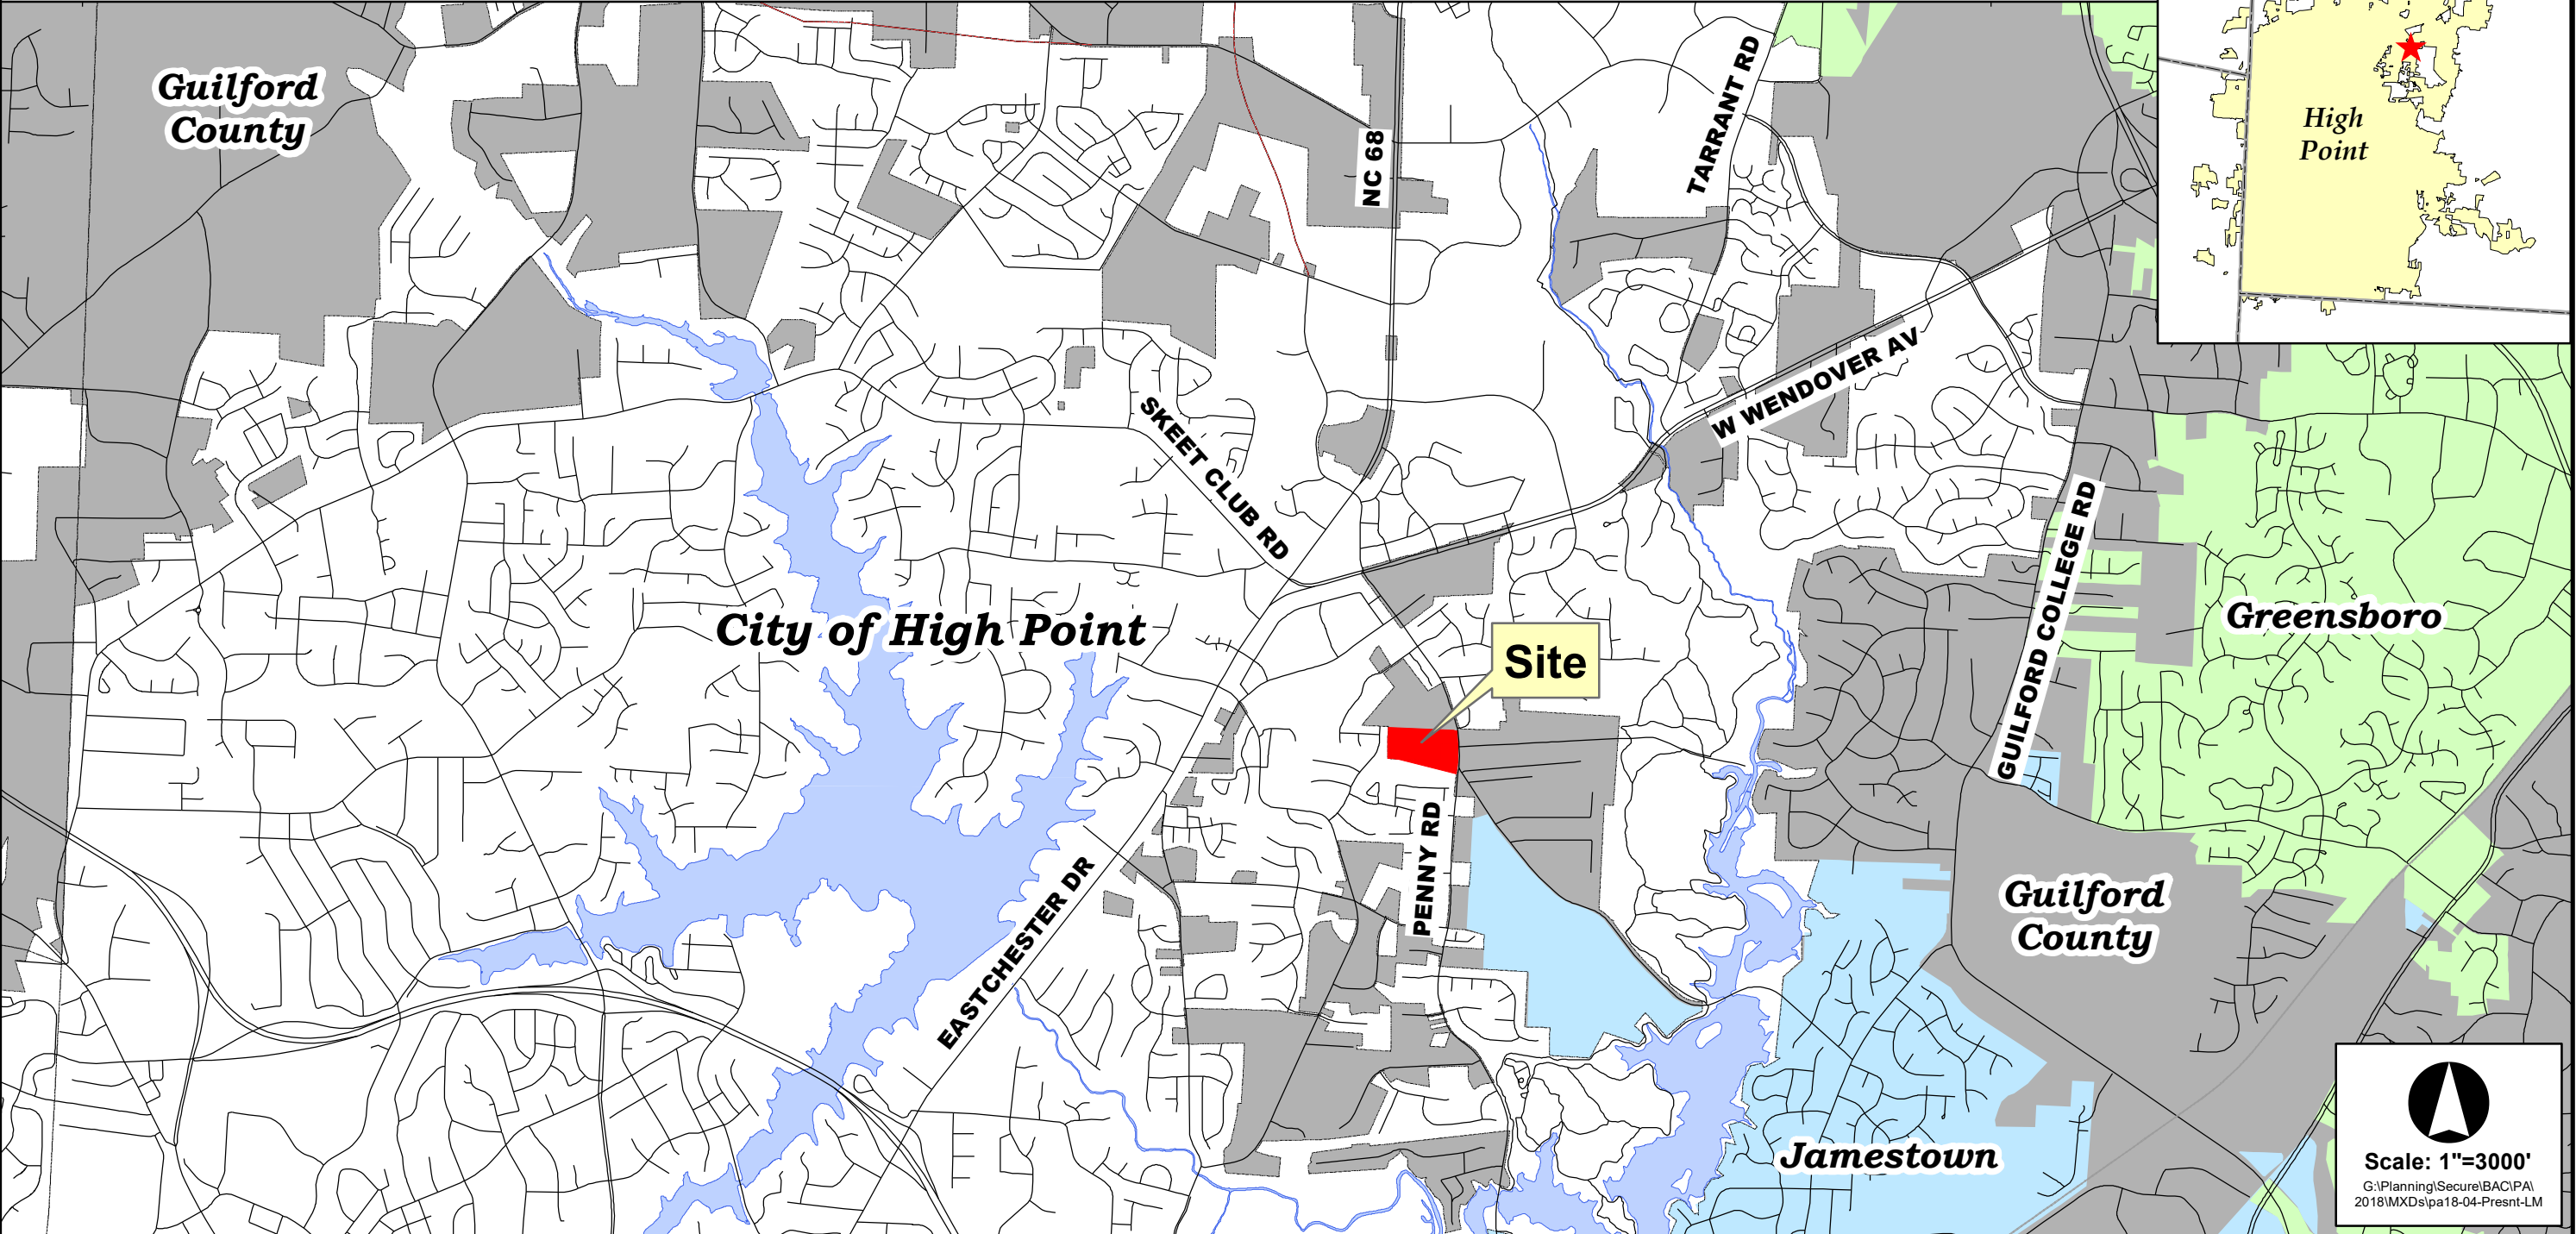 Guilford
County
NC 68
TARRANT RD
High
Point
W WENDOVER AV
SKEET CLUB RD
GUILFORD COLLEGE RD
City of High Point
Greensboro
Site
PENNY RD
EASTCHESTER DR
Guilford
County
Jamestown
Scale: 1"=3000'
G:\Planning\Secure\BAC\PA\
2018\MXDs\pa18-04-Presnt-LM